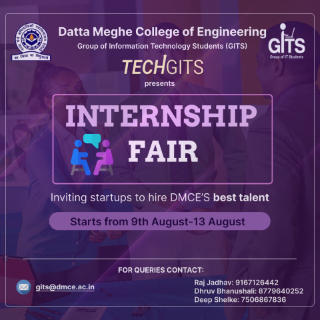 Datta Meghe College of Engineering
Group of Information Technology Students (GITS)
GiTS
Group of IT Students
TECHGITS
presents
INTERNSHIP
FAIR
Inviting startups to hire DMCE'S best talent
Starts from 9th August-13 August
FOR QUERIES CONTACT:
gits@dmce.ac.in
Raj Jadhav: 9167126442
Dhruv Bhanushali: 8779640252
Deep Shelke: 7506867836